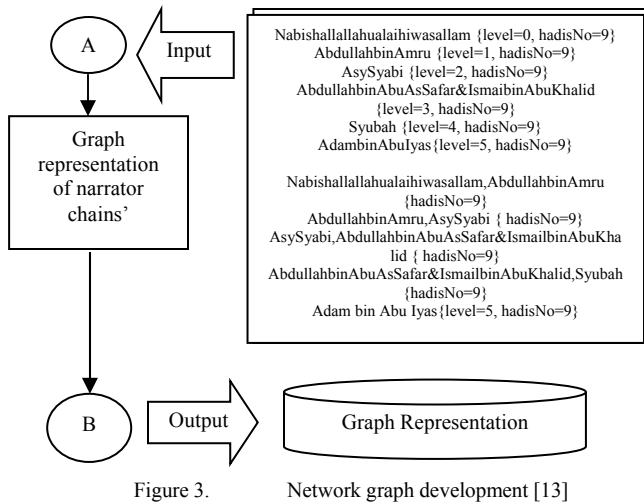 A
Input
Graph
representation
of narrator
chains’
Nabishallallahualaihiwasallam {level=0, hadisNo=9}
AbdullahbinAmru {level=1, hadisNo=9}
AsySyabi {level=2, hadisNo=9}
AbdullahbinAbuAsSafar&IsmaibinAbuKhalid
{level=3, hadisNo=9}
Syubah {level=4, hadisNo=9}
AdambinAbuIyas{level=5, hadisNo=9}
Nabishallallahualaihiwasallam,AbdullahbinAmru
{hadisNo=9}
AbdullahbinAmru,AsySyabi { hadisNo=9}
AsySyabi,AbdullahbinAbuAsSafar&IsmailbinAbuKha
lid { hadisNo=9}
AbdullahbinAbuAsSafar&IsmailbinAbuKhalid,Syubah
{hadisNo=9}
Adam bin Abu Iyas{level=5, hadisNo=9}
B
Output
Graph Representation
Figure 3. Network graph development [13]